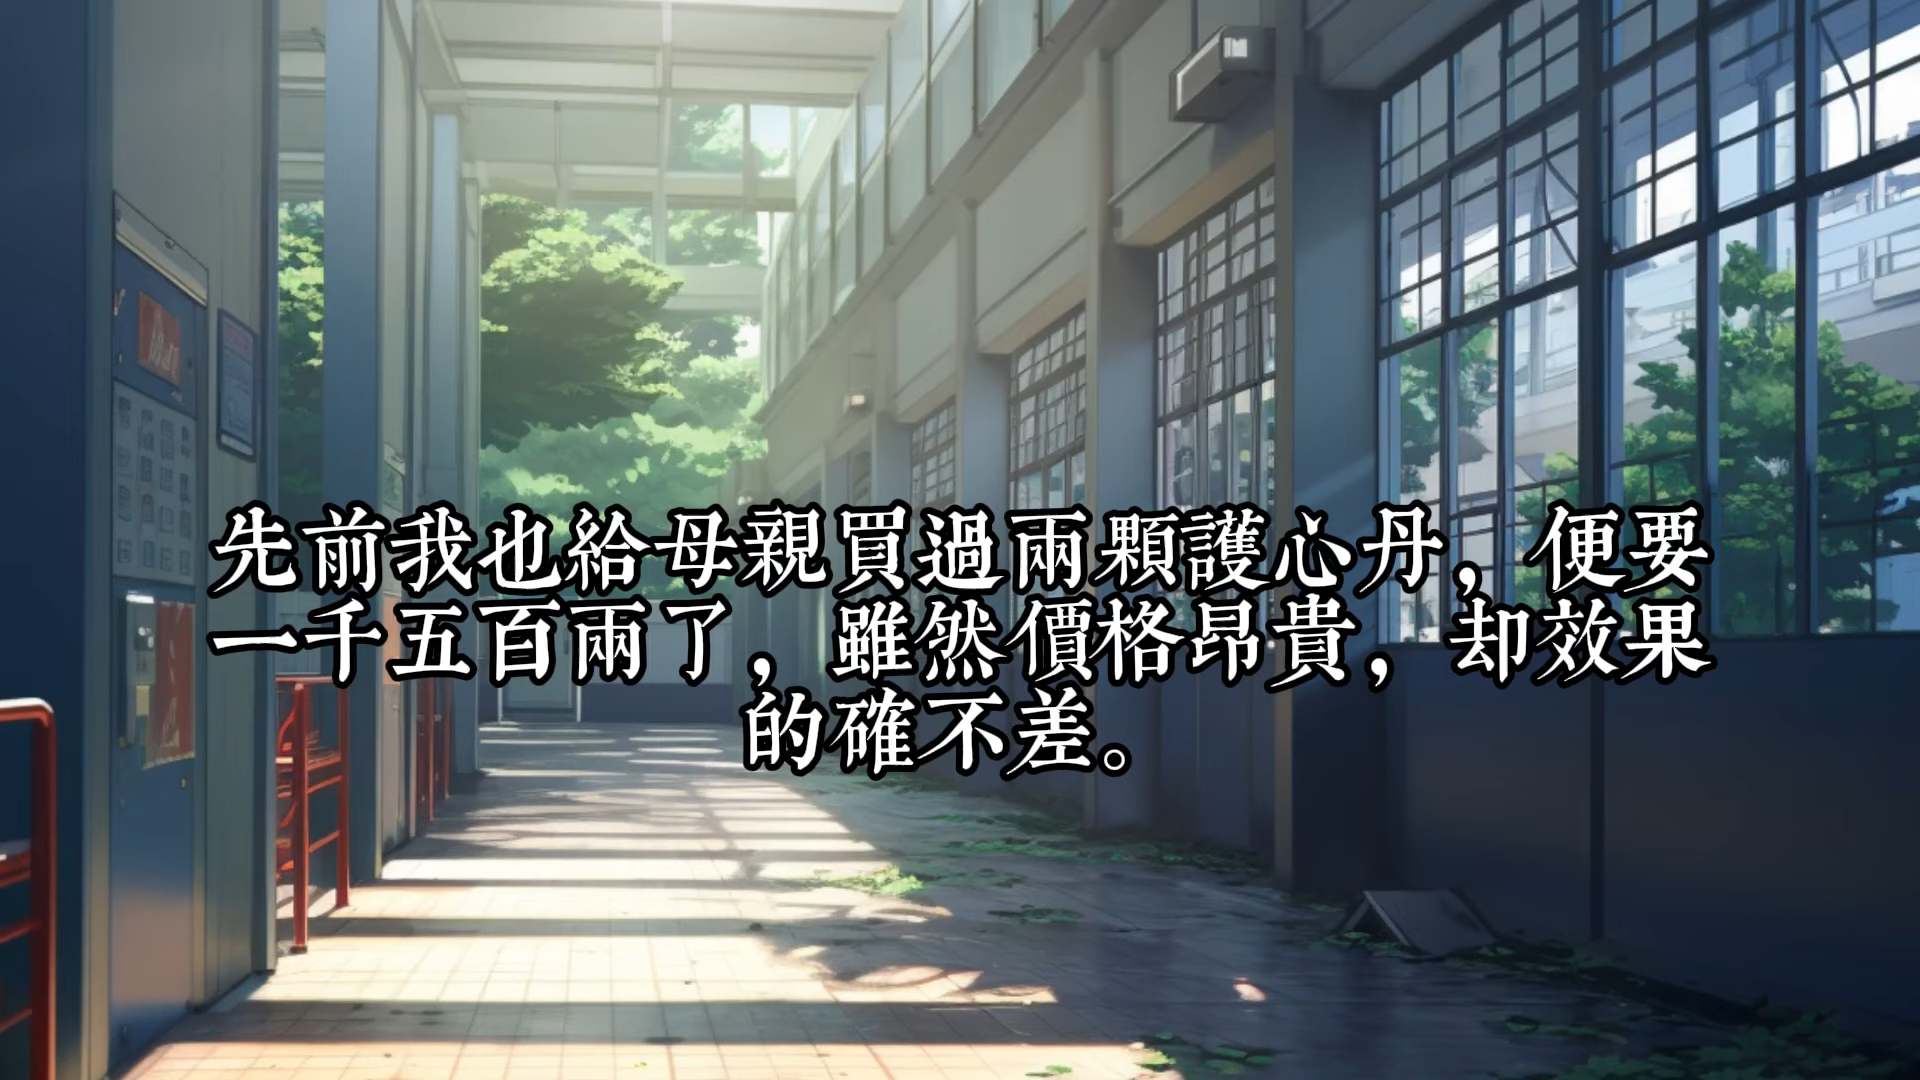 先前我也給母親買過兩顆護心丹，便要
一千五百兩了，雖然價格昂貴，却效果
的確不差。